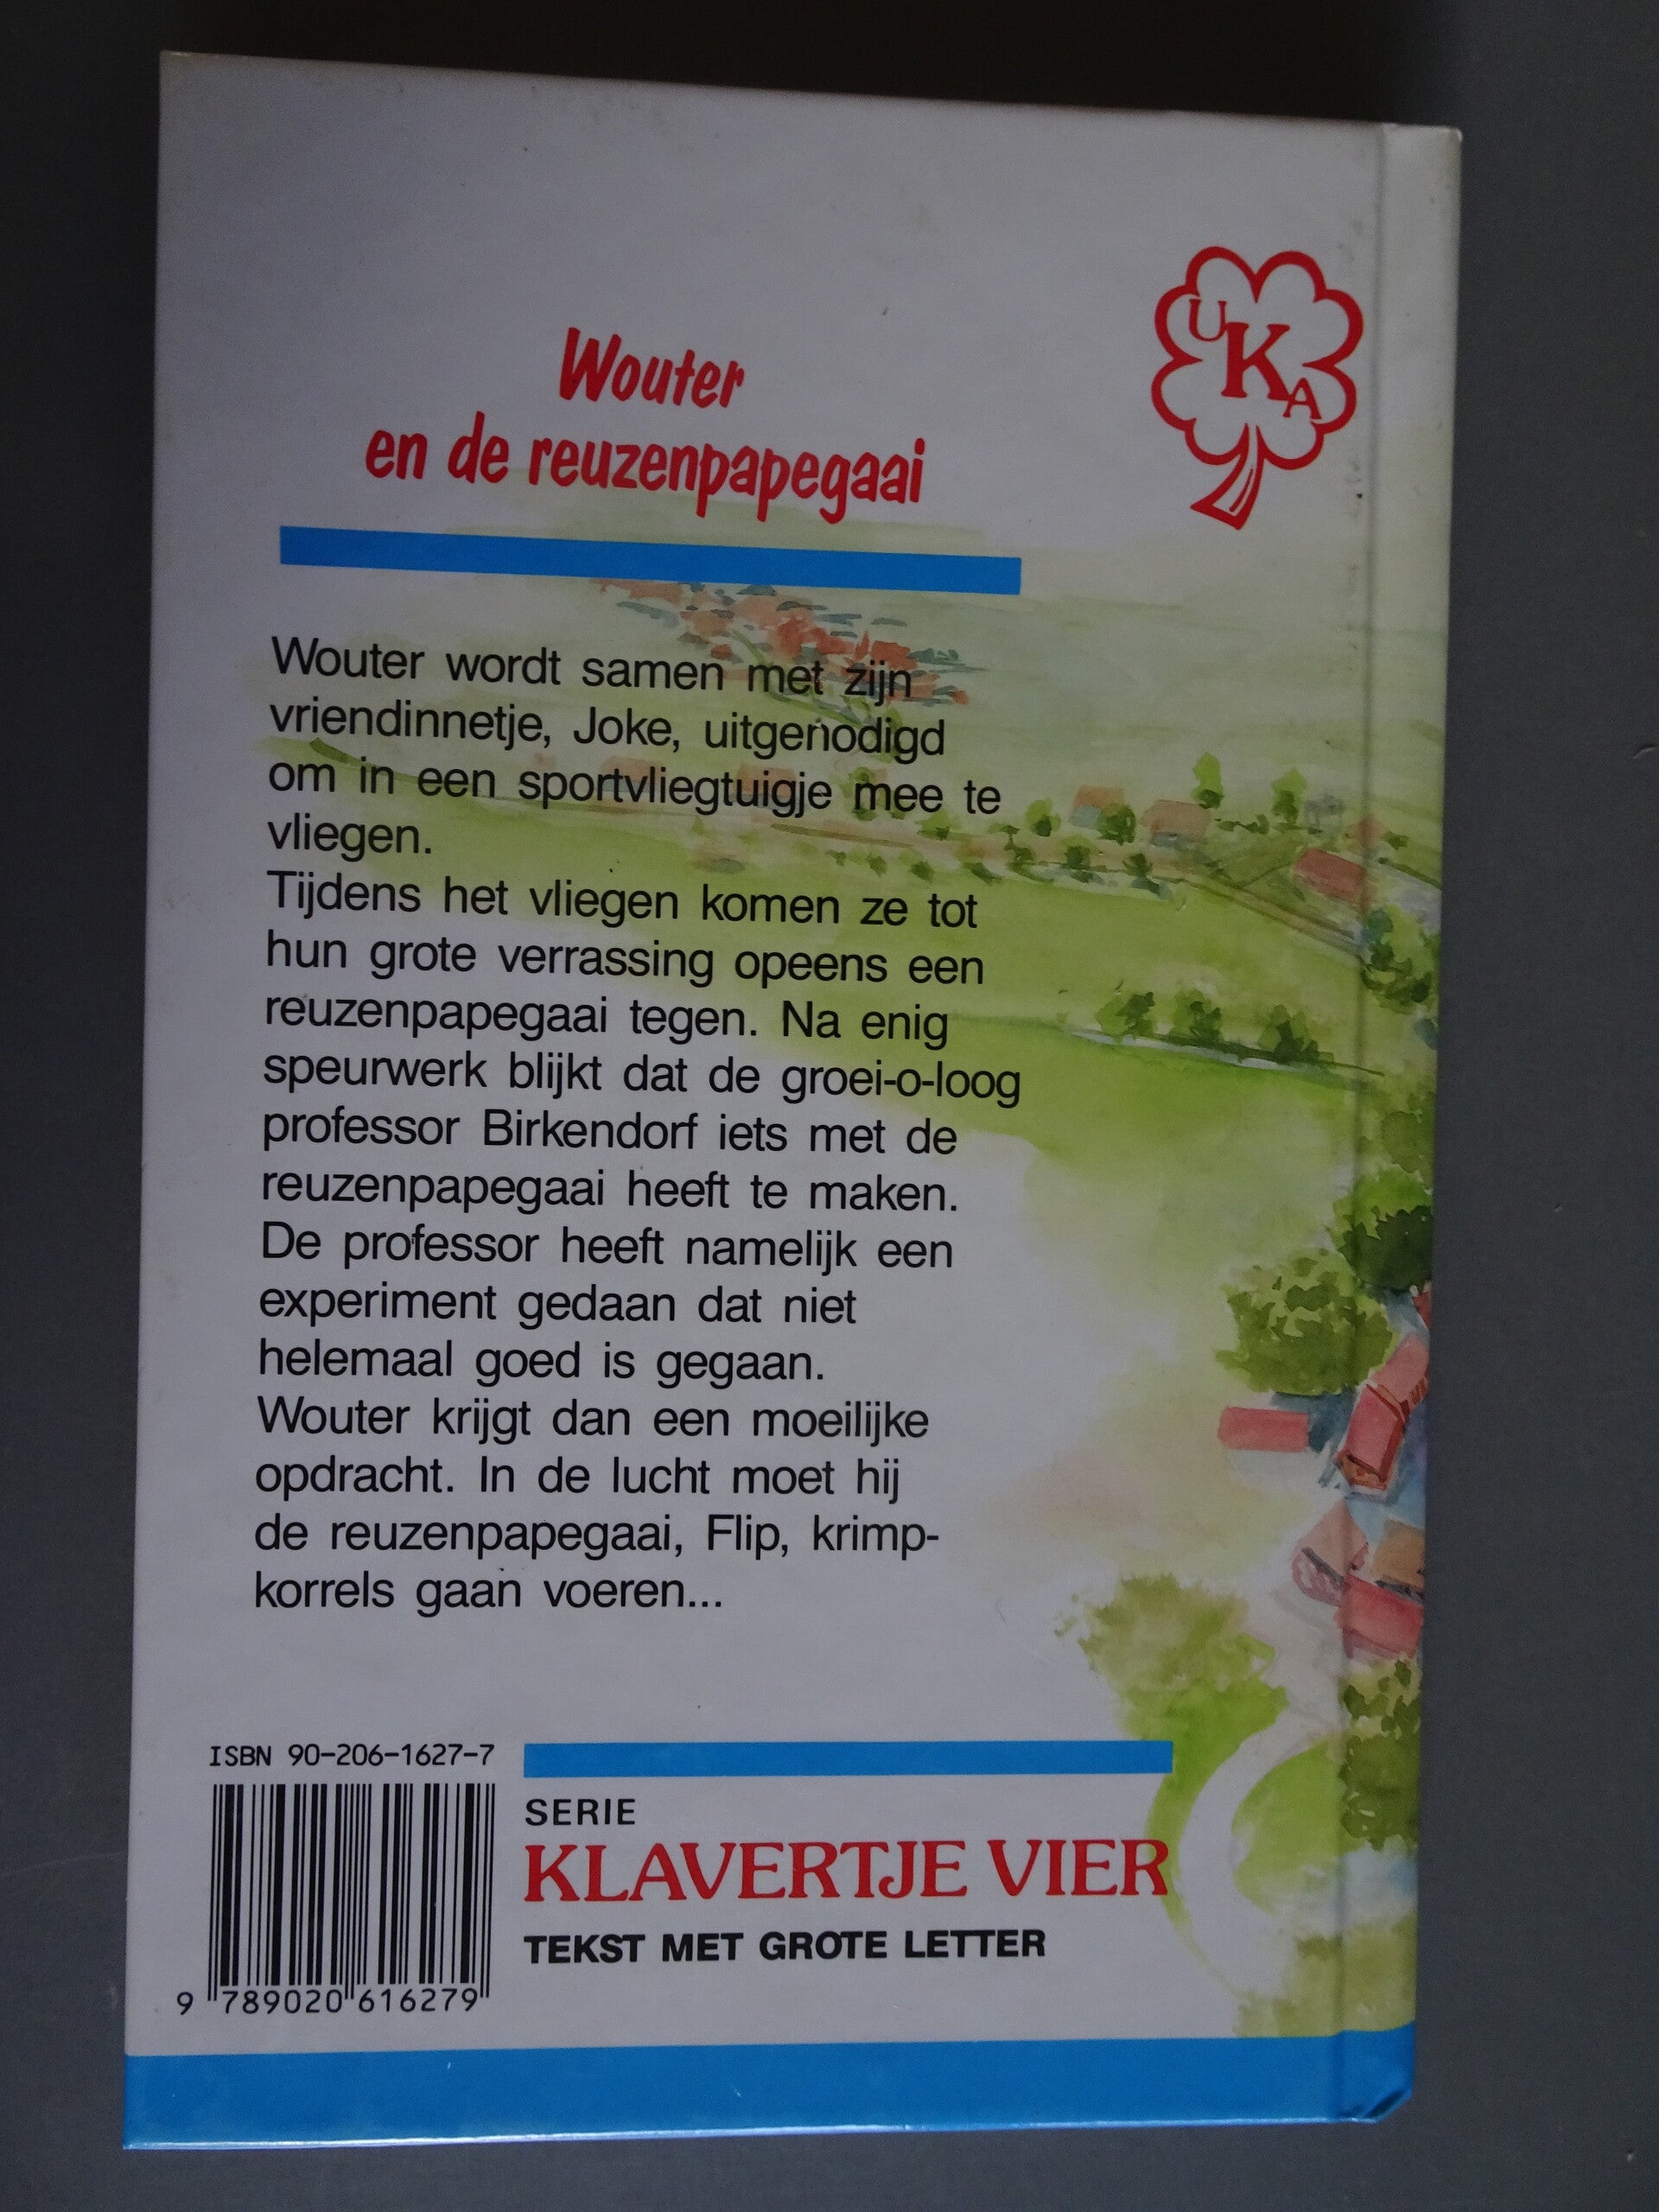 U
K
A
Wouter
en de reuzenpapegaai
Wouter wordt samen met zijn
vriendinnetje, Joke, uitgenodigd
om in een sportvliegtuigje mee te
vliegen.
Tijdens het vliegen komen ze tot
hun grote verrassing opeens een
reuzenpapegaai tegen. Na enig
speurwerk blijkt dat de groei-o-loog
professor Birkendorf iets met de
reuzenpapegaai heeft te maken.
De professor heeft namelijk een
experiment gedaan dat niet
helemaal goed is gegaan.
Wouter krijgt dan een moeilijke
opdracht. In de lucht moet hij
de reuzenpapegaai, Flip, krimp-
korrels gaan voeren...
ISBN 90-206-1627-7
9 789020 616279
SERIE
KLAVERTJE VIER
TEKST MET GROTE LETTER